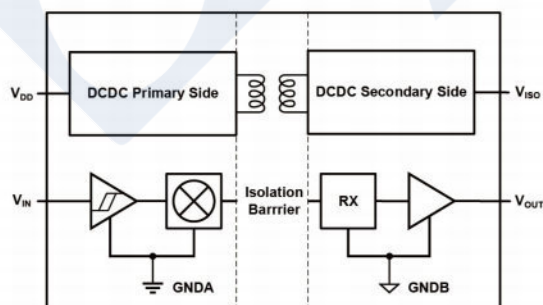 DCDC Primary Side
DCDC Secondary Side
VDD
VISO
VIN
Isolation
Barrrier
RX
VOUT
GNDA
GNDB